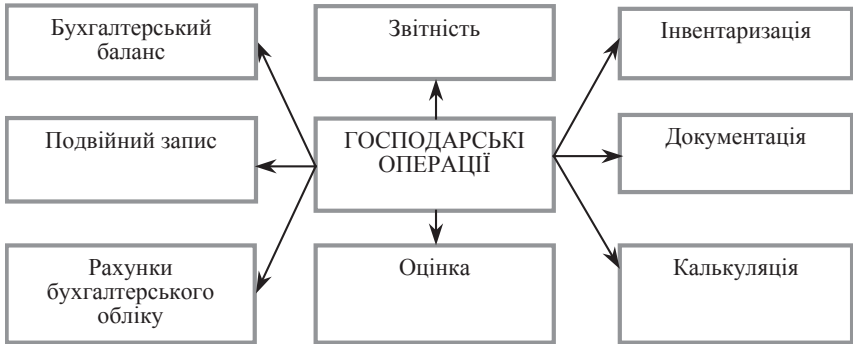 Бухгалтерський
баланс
Звітність
Інвентаризація
Подвійний запис
ГОСПОДАРСЬКІ
ОПЕРАЦІЇ
Документація
Рахунки
бухгалтерського
обліку
Оцінка
Калькуляція